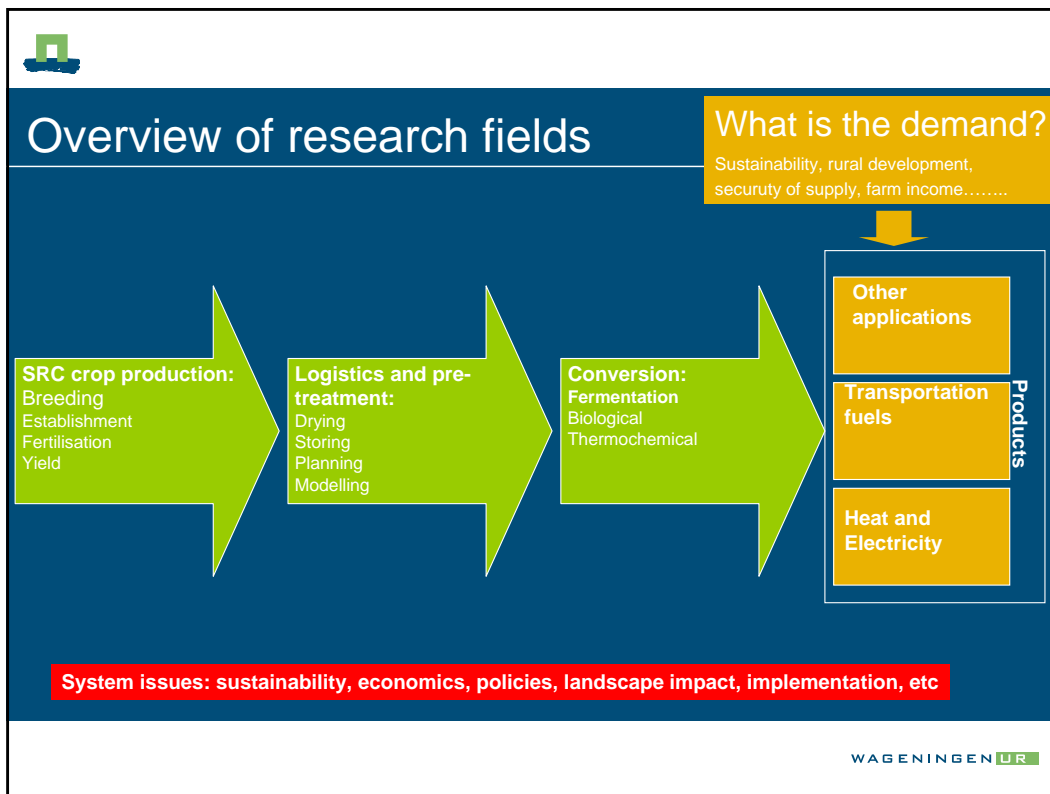 Overview of research fields
What is the demand?
Sustainability, rural development,
securuty of supply, farm income……..
SRC crop production:
Breeding
Establishment
Fertilisation
Yield
Logistics and pre-
treatment:
Drying
Storing
Planning
Modelling
Conversion:
Fermentation
Biological
Thermochemical
Other
applications
Transportation
fuels
Heat and
Electricity
Products
System issues: sustainability, economics, policies, landscape impact, implementation, etc
WAGENINGEN UR